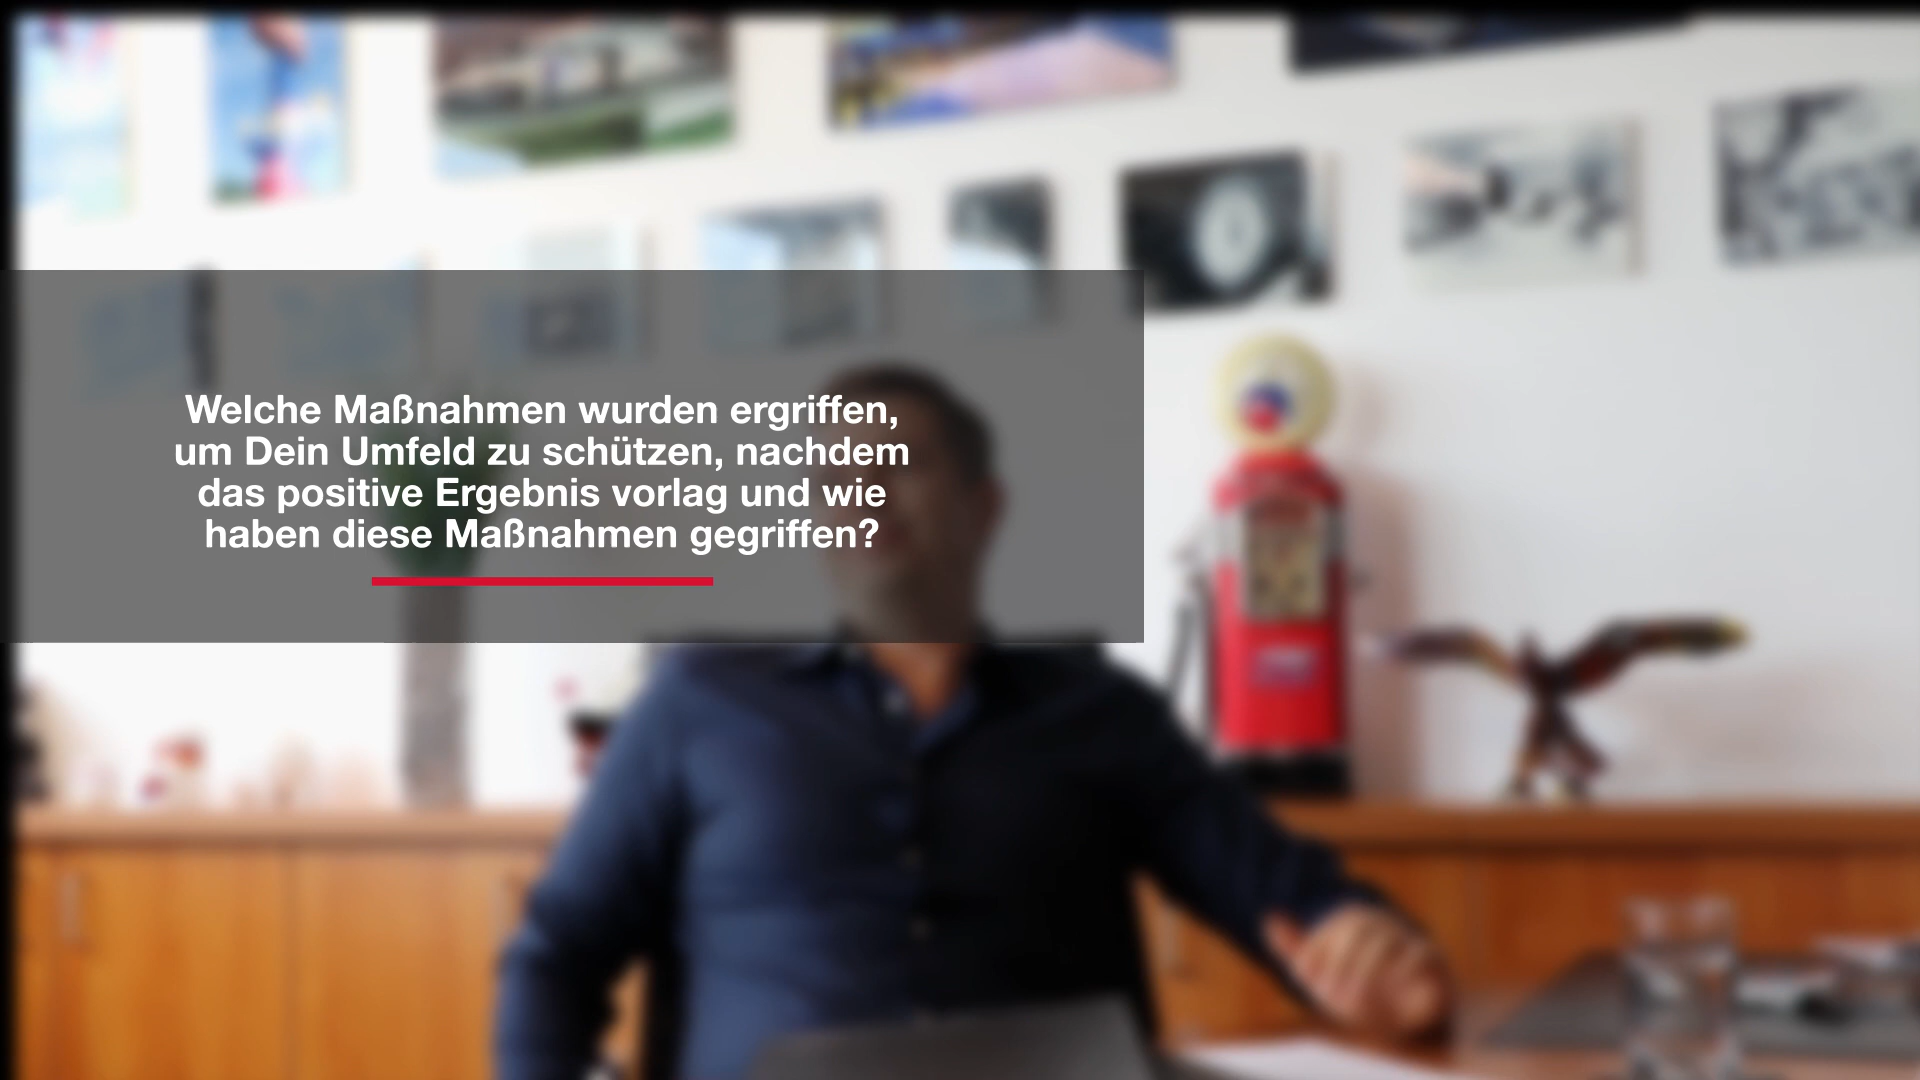 Welche Maßnahmen wurden ergriffen,
um Dein Umfeld zu schützen, nachdem
das positive Ergebnis vorlag und wie
haben diese Maßnahmen gegriffen?